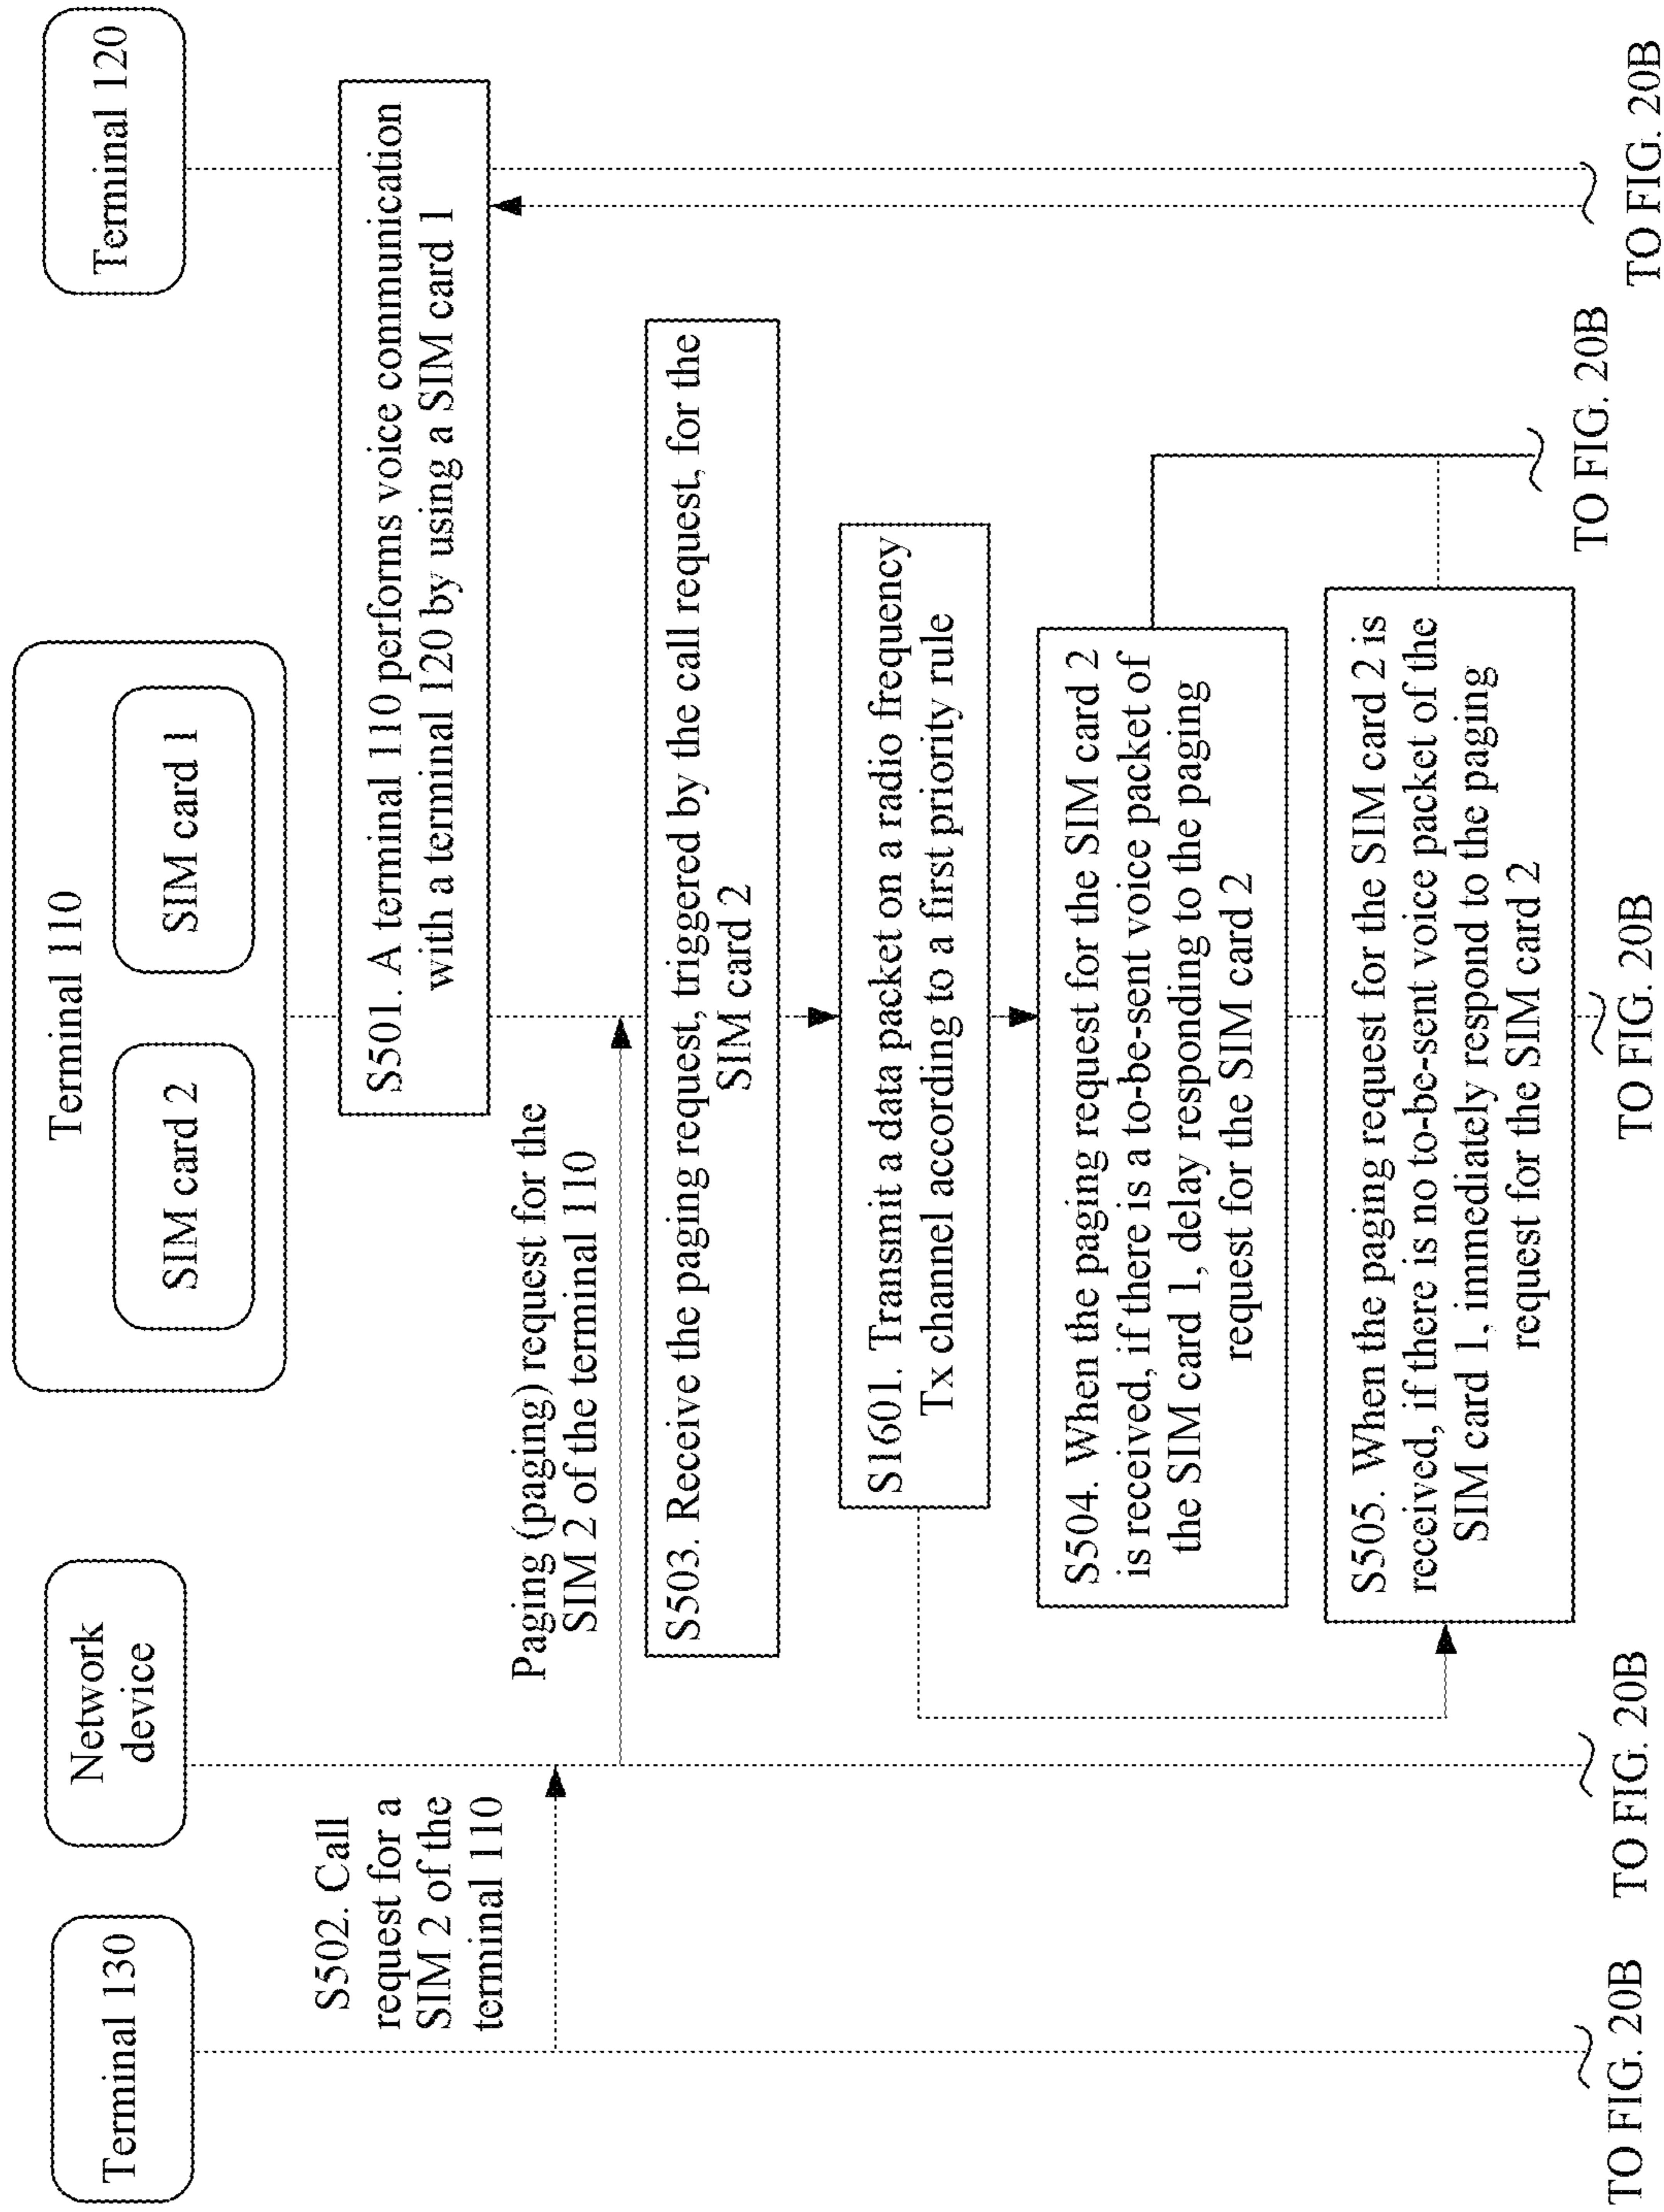 Terminal 130
Network
device
Terminal 110
SIM card 2
SIM card 1
Terminal 120
S501. A terminal 110 performs voice communication
with a terminal 120 by using a SIM card 1
S502. Call
request for a
SIM 2 of the
terminal 110
Paging (paging) request for the
SIM 2 of the terminal 110
S503. Receive the paging request, triggered by the call request, for the
SIM card 2
S1601. Transmit a data packet on a radio frequency
Tx channel according to a first priority rule
S504. When the paging request for the SIM card 2
is received, if there is a to-be-sent voice packet of
the SIM card 1, delay responding to the paging
request for the SIM card 2
S505. When the paging request for the SIM card 2 is
received, if there is no to-be-sent voice packet of the
SIM card 1, immediately respond to the paging
request for the SIM card 2
TO FIG. 20B
TO FIG. 20B
TO FIG. 20B
TO FIG. 20B
TO FIG. 20B